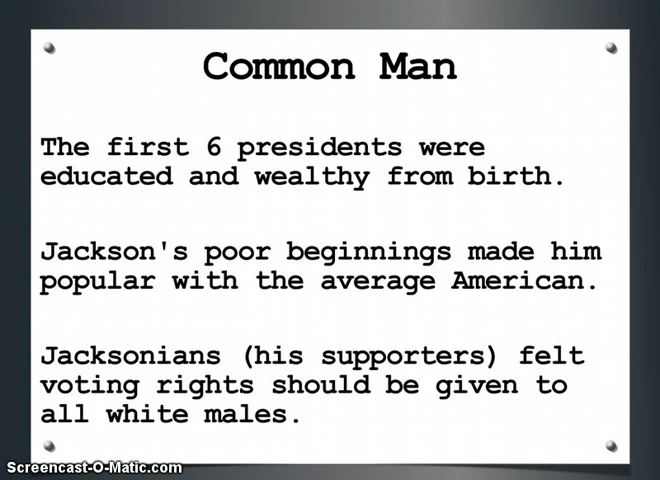 Common Man
The first 6 presidents were
educated and wealthy from birth.
Jackson's poor beginnings made him
popular with the average American.
Jacksonians (his supporters) felt
voting rights should be given to
all white males.
Screencast-O-Matic.com